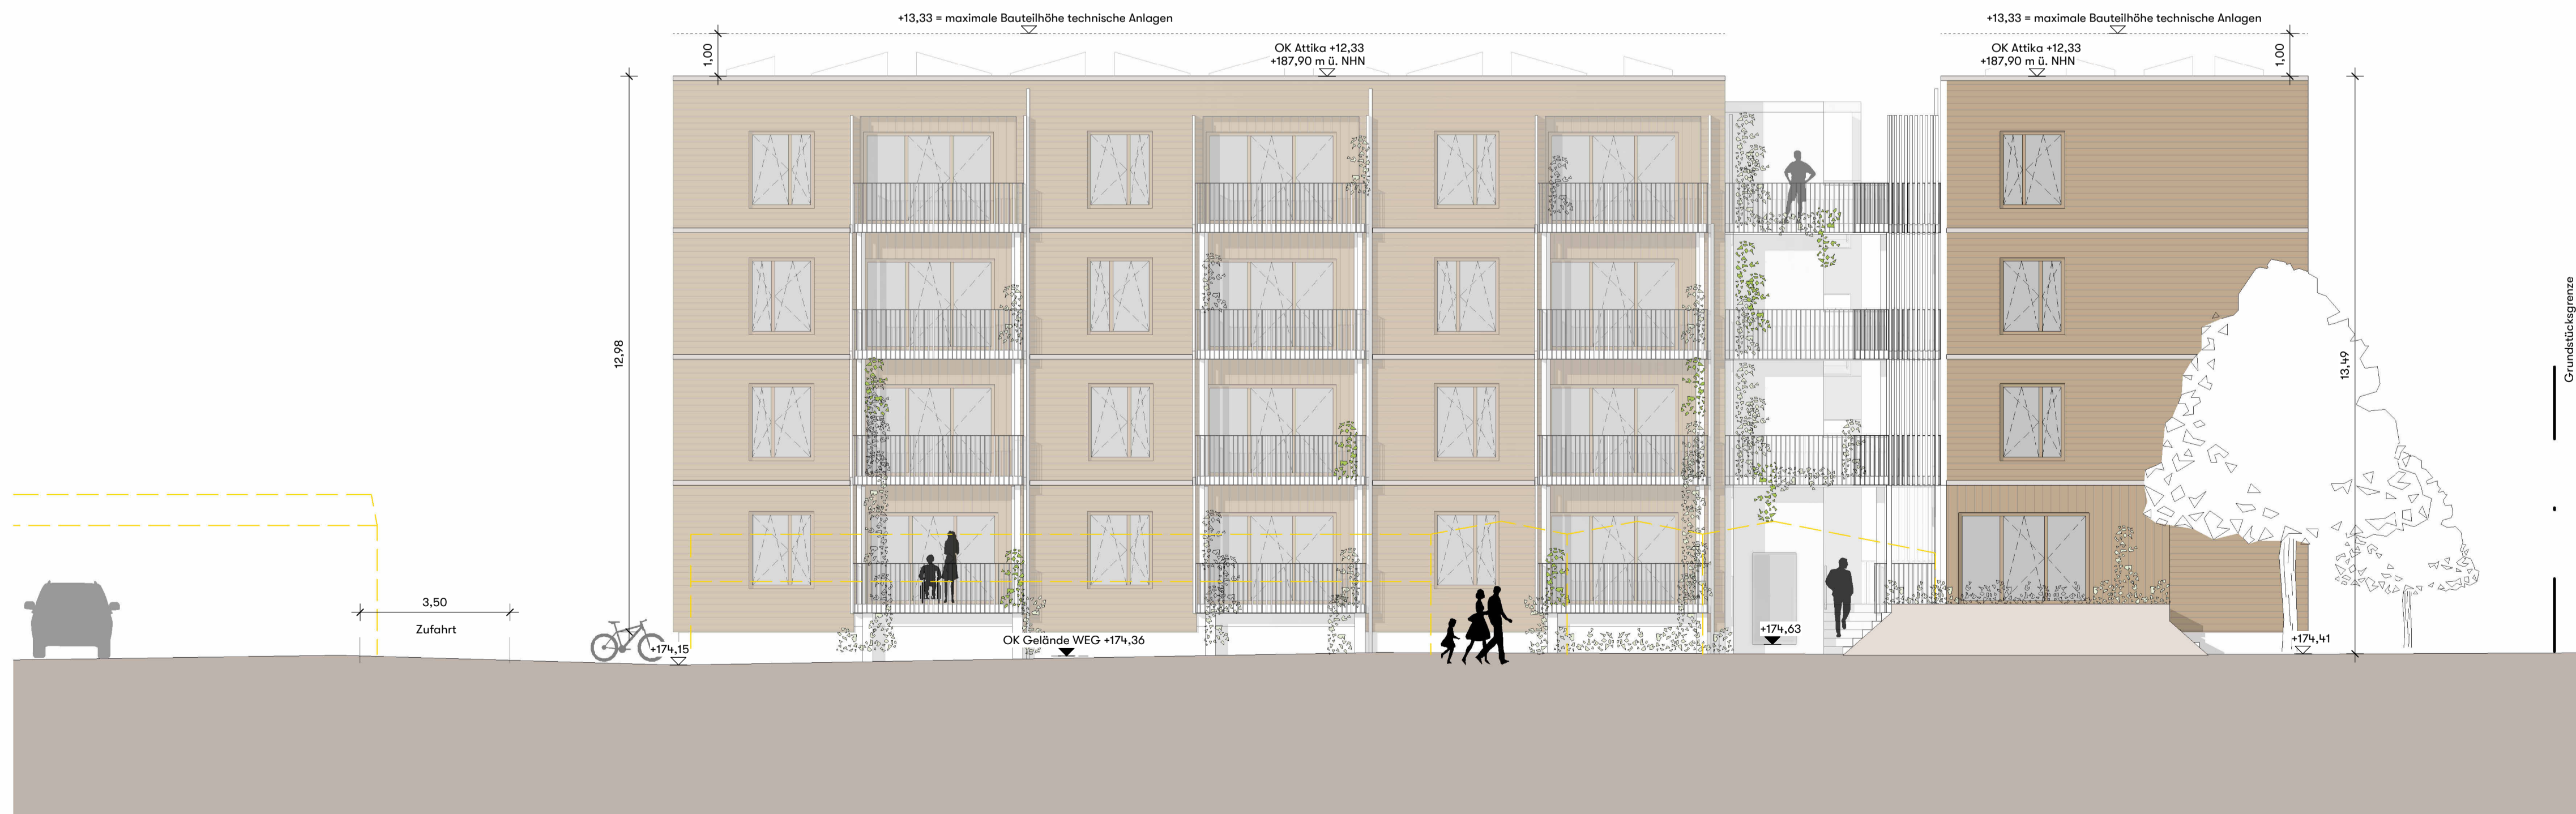 +13,33 = maximale Bauteilhöhe technische Anlagen
+13,33 = maximale Bauteilhöhe technische Anlagen
1,00
OK Attika +12,33
+187,90 m ü. NHN
OK Attika +12,33
+187,90 m ü. NHN
1,00
12,98
13,49
Grundstücksgrenze
3,50
Zufahrt
+174,15
OK Gelände WEG +174,36
+174,63
+174,41